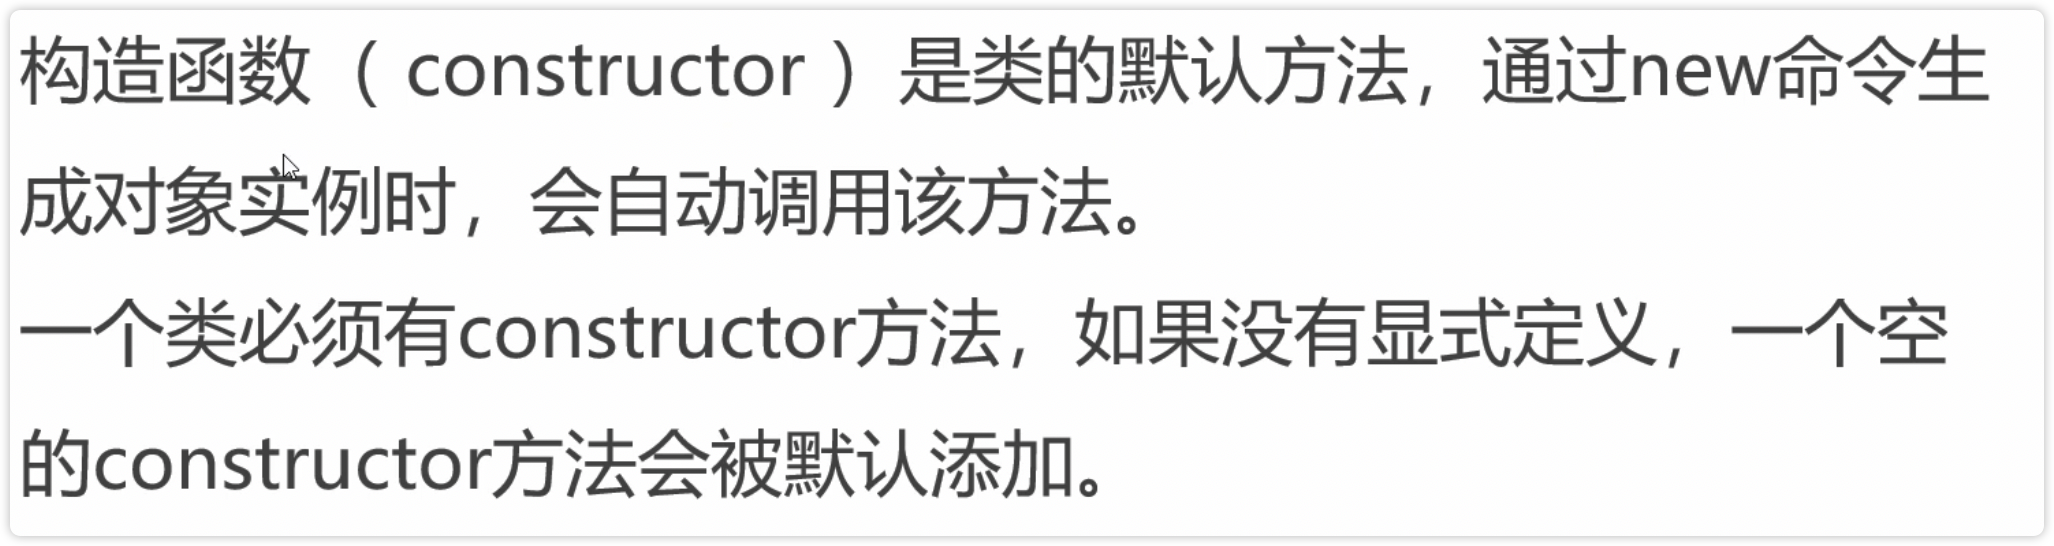 构造函数（ constructor ）是类的默认方法，通过new命令生
成对象实例时，会自动调用该方法。
一个类必须有constructor方法，如果没有显式定义，一个空
的constructor方法会被默认添加。